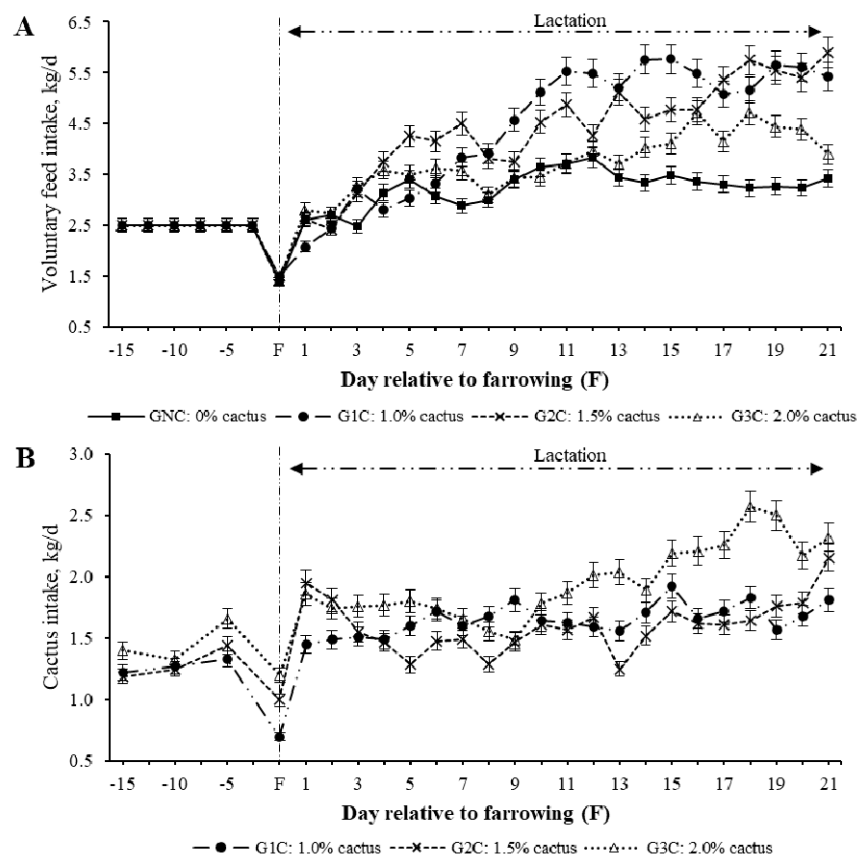 A
Lactation
Voluntary feed intake, kg/d
6.5
5.5
4.5
3.5
2.5
1.5
0.5
-15 -10 -5 F 1 3 5 7 9 11 13 15 17 19 21
Day relative to farrowing (F)
GNC: 0% cactus G1C: 1.0% cactus G2C: 1.5% cactus G3C: 2.0% cactus
B
Lactation
Cactus intake, kg/d
3.0
2.5
2.0
1.5
1.0
0.5
-15 -10 -5 F 1 3 5 7 9 11 13 15 17 19 21
Day relative to farrowing (F)
G1C: 1.0% cactus G2C: 1.5% cactus G3C: 2.0% cactus